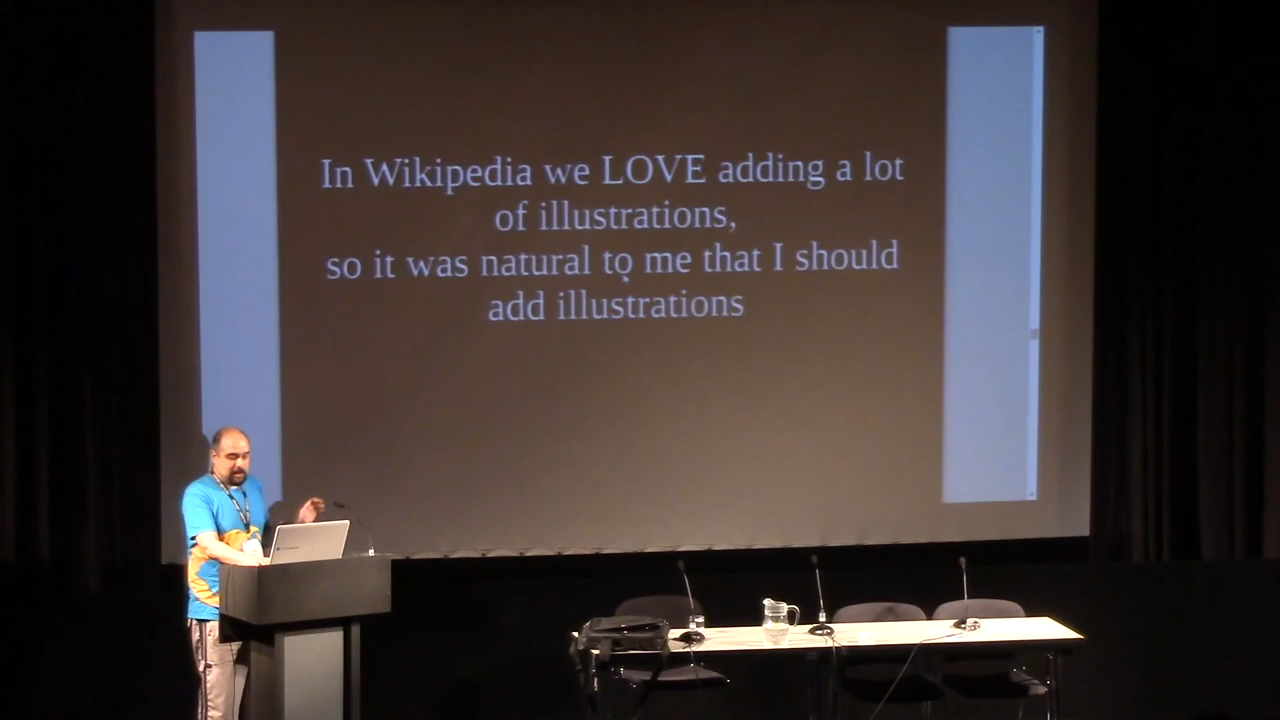 In Wikipedia we LOVE adding a lot
of illustrations,
so it was natural to me that I should
add illustrations